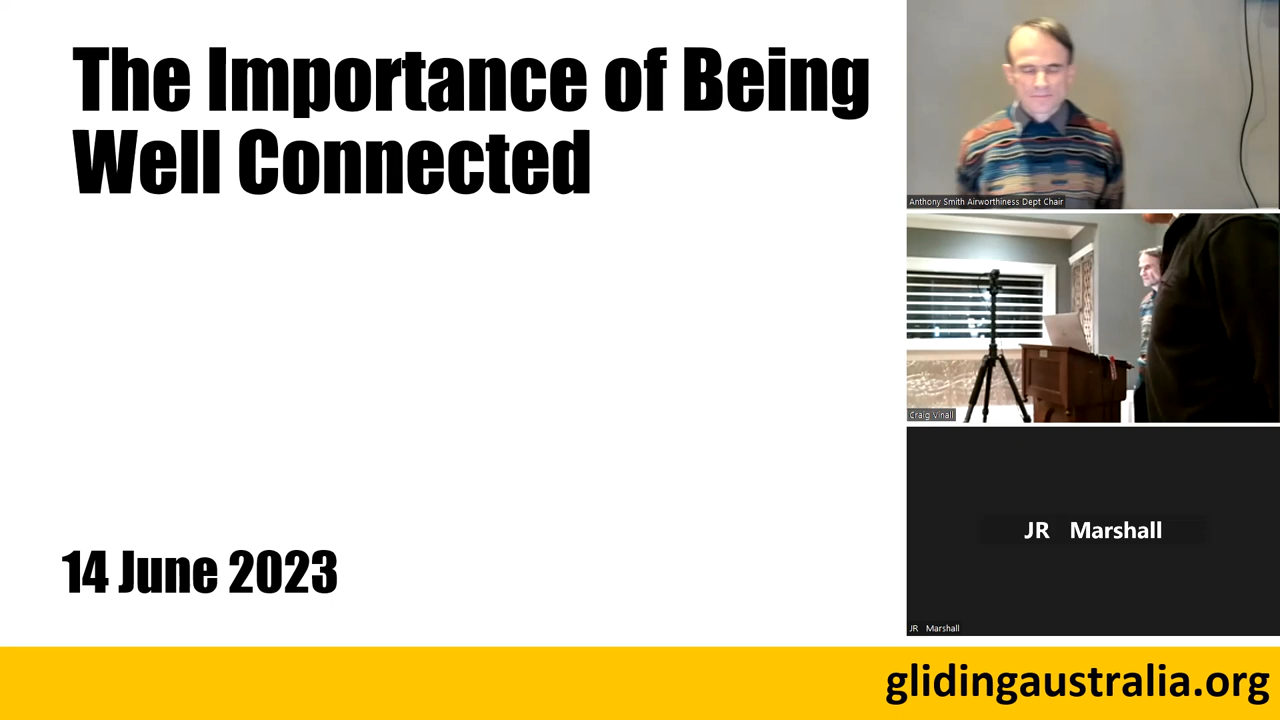 The Importance of Being
Well Connected
14 June 2023
Anthony Smith Airworthiness Dept Chair
Craig Vinall
JR Marshall
JR Marshall
glidingaustralia.org